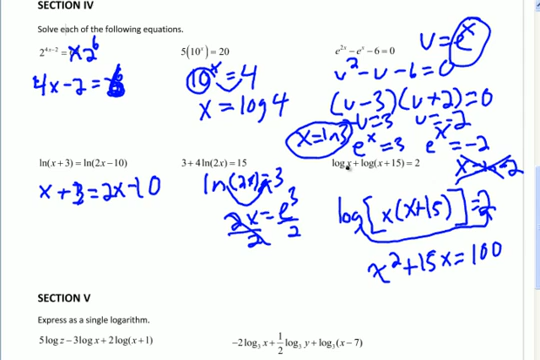 SECTION IV
Solve each of the following equations.
2^{4x-2} = x2^6
4x-2=
5(10^x) = 20
10^x = 4
x = log 4
e^{2x} − e^x − 6 = 0
u = e^x
u² - u - 6 = 0
(u-3)(u+2)=0
u=3 u=-2
x=ln3
e^x=3 e^x=-2
ln(x+3) = ln(2x−10)
x+3=2x-10
3 + 4 ln(2x) = 15
ln(2x)=3
2x/2 = e³/2
log x + log(x+15) = 2
log[x(x+15)]=2
x²+15x=100
SECTION V
Express as a single logarithm.
5 log z − 3 log x + 2 log(x+1)
−2 log₃ x + 1/2 log₃ y + log₃(x−7)